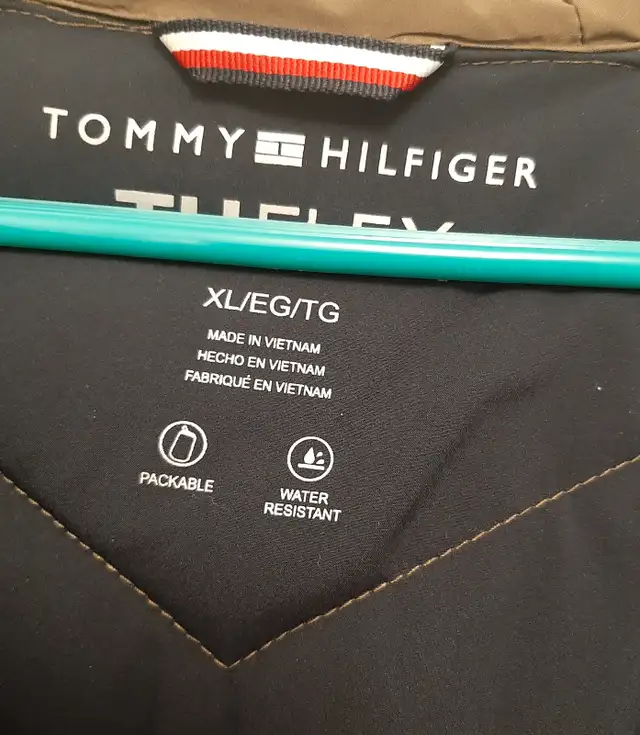 TOMMY HILFIGER
XL/EG/TG
MADE IN VIETNAM
HECHO EN VIETNAM
FABRIQUÉ EN VIETNAM
PACKABLE
WATER
RESISTANT